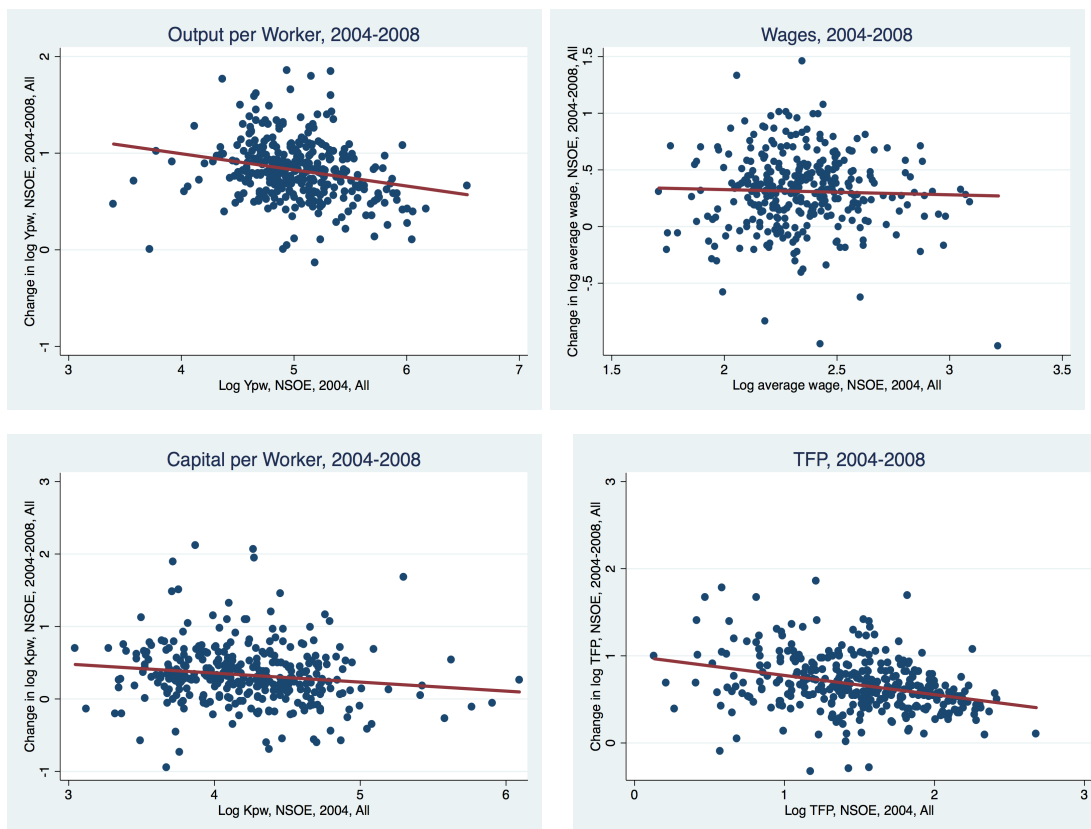 Output per Worker, 2004-2008
Change in log Ypw, NSOE, 2004-2008, All
2
1
0
-1
3 4 5 6 7
Log Ypw, NSOE, 2004, All
Wages, 2004-2008
Change in log average wage, NSOE, 2004-2008, All
1.5
1
.5
0
-.5
1.5 2 2.5 3 3.5
Log average wage, NSOE, 2004, All
Capital per Worker, 2004-2008
Change in log Kpw, NSOE, 2004-2008, All
3
2
1
0
-1
3 4 5 6
Log Kpw, NSOE, 2004, All
TFP, 2004-2008
Change in log TFP, NSOE, 2004-2008, All
3
2
1
0
0 1 2 3
Log TFP, NSOE, 2004, All